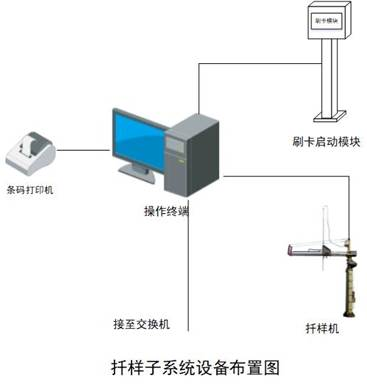 刷卡模块
刷卡启动模块
条码打印机
操作终端
接至交换机
扦样机
扦样子系统设备布置图